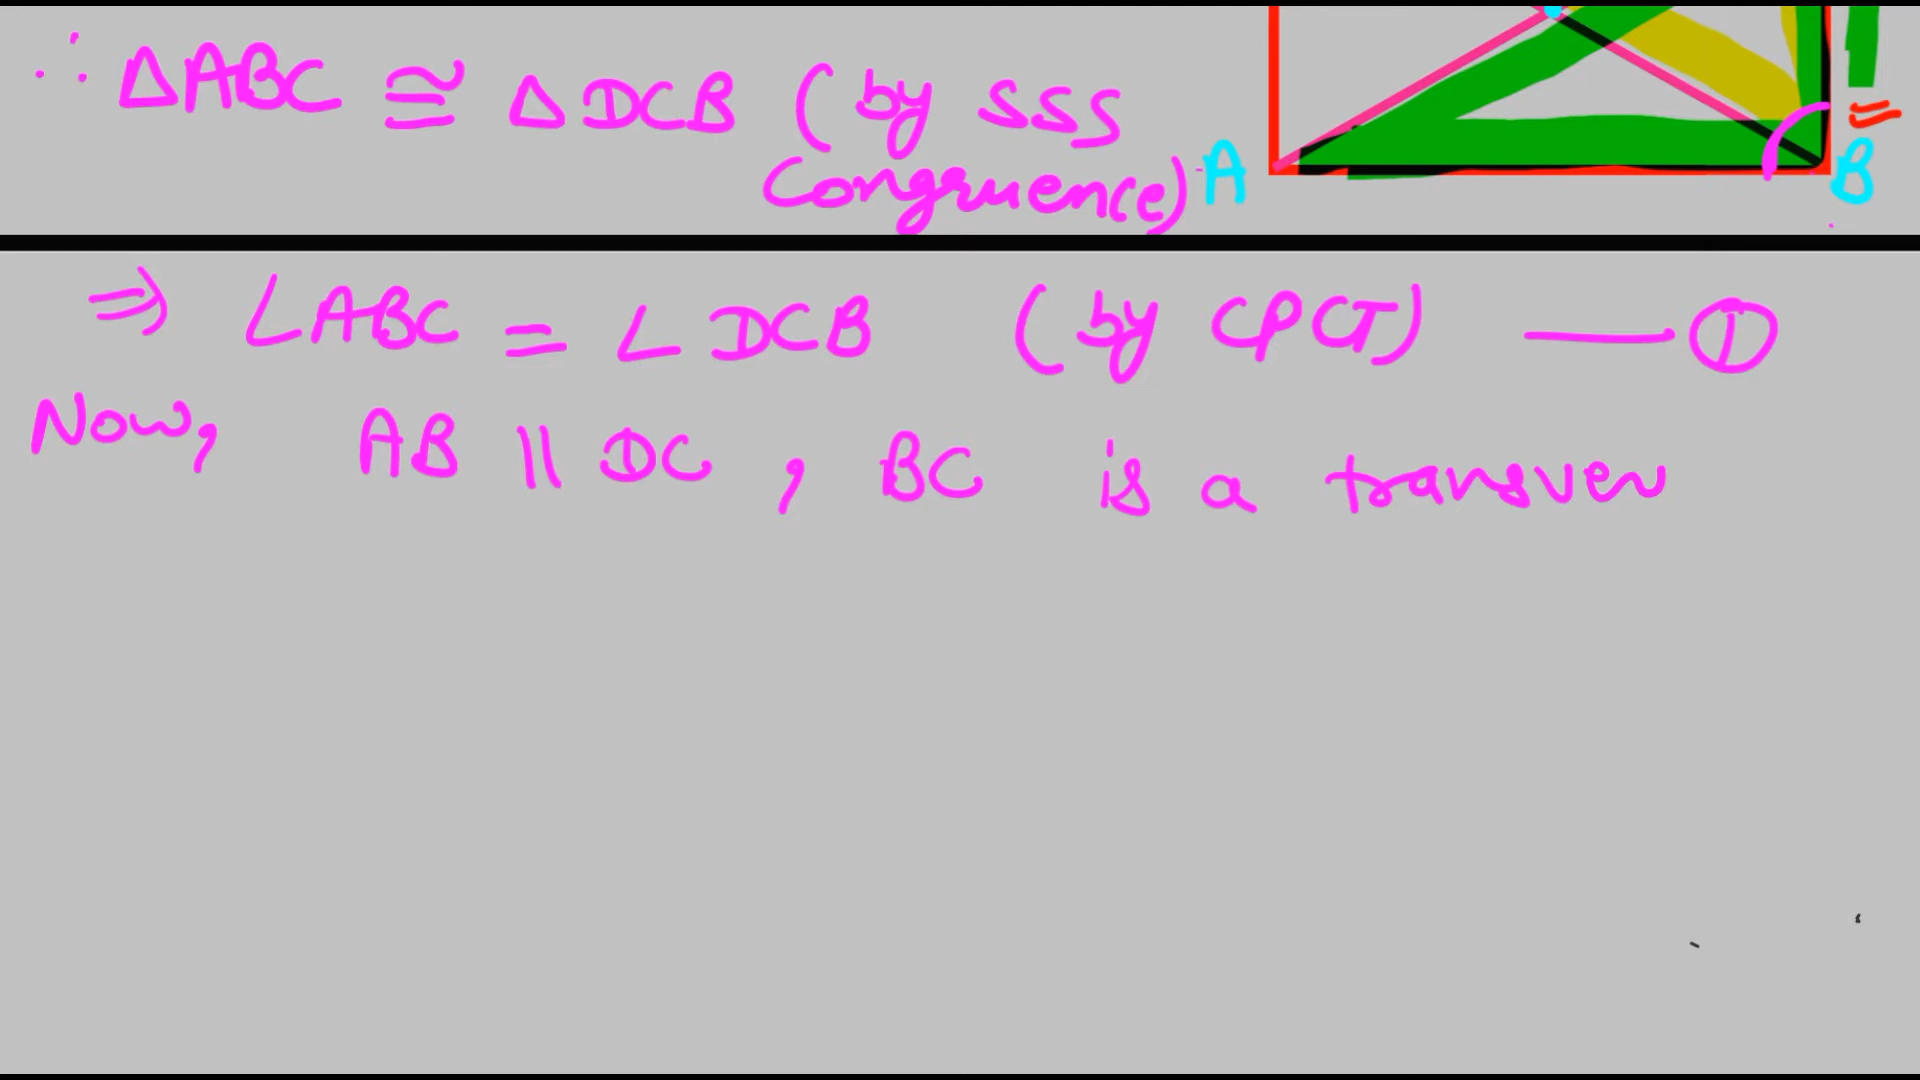 ∴ ΔABC ≅ ΔDCB (by SSS
Congruence)
A
B
⇒ ∠ABC = ∠DCB (by CPCT) — ①
Now, AB || DC, BC is a transver